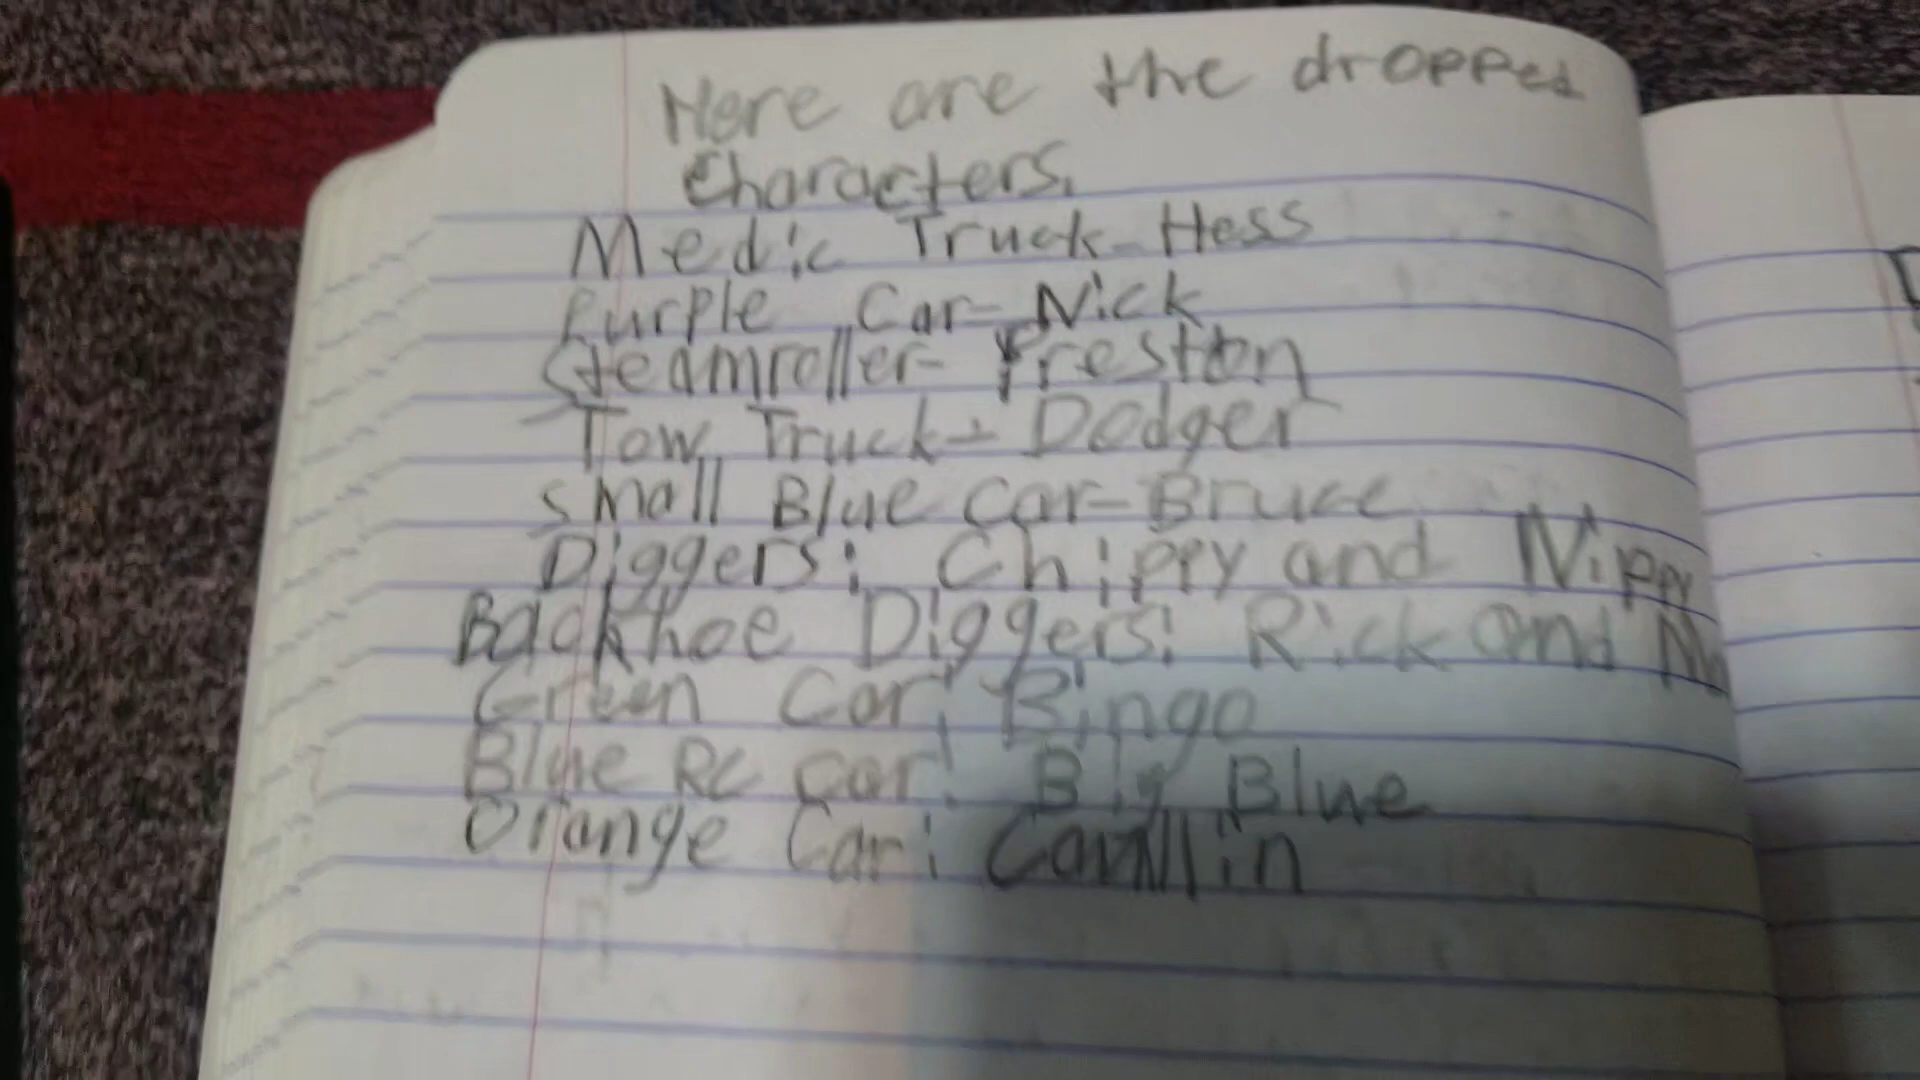 Here are the dropped
Characters.
Medic Truck-Hess
Purple Car-Nick
Steamroller-Preston
Tow Truck-Dodger
small Blue Car-Bruce
Diggers: Chippy and Nippy
Backhoe Diggers: Rick and
Green Car: Bingo
Blue RC Car: Big Blue
Orange Car: